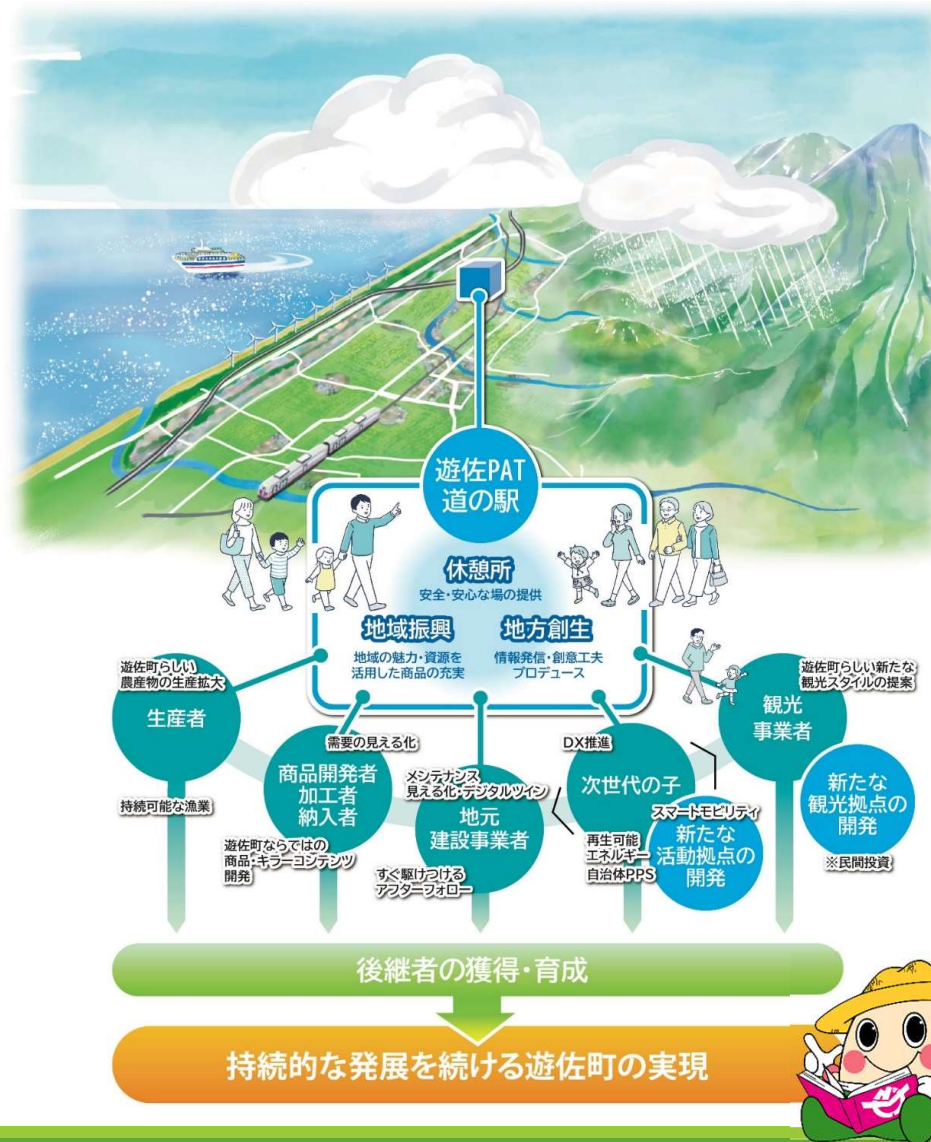 遊佐PAT
道の駅
休憩所
安全・安心な場の提供
地域振興
地域の魅力・資源を
活用した商品の充実
地方創生
情報発信・創意工夫
プロデュース
遊佐町らしい
農産物の生産拡大
生産者
持続可能な漁業
需要の見える化
商品開発者
加工者
納入者
遊佐町ならではの
商品・キラーコンテンツ
開発
メンテナンス
見える化・デジタルツイン
地元
建設事業者
すぐ駆けつける
アフターフォロー
DX推進
次世代の子
スマートモビリティ
再生可能
エネルギー
自治体PPS
新たな
活動拠点の
開発
遊佐町らしい新たな
観光スタイルの提案
観光
事業者
新たな
観光拠点の
開発
※民間投資
後継者の獲得・育成
持続的な発展を続ける遊佐町の実現